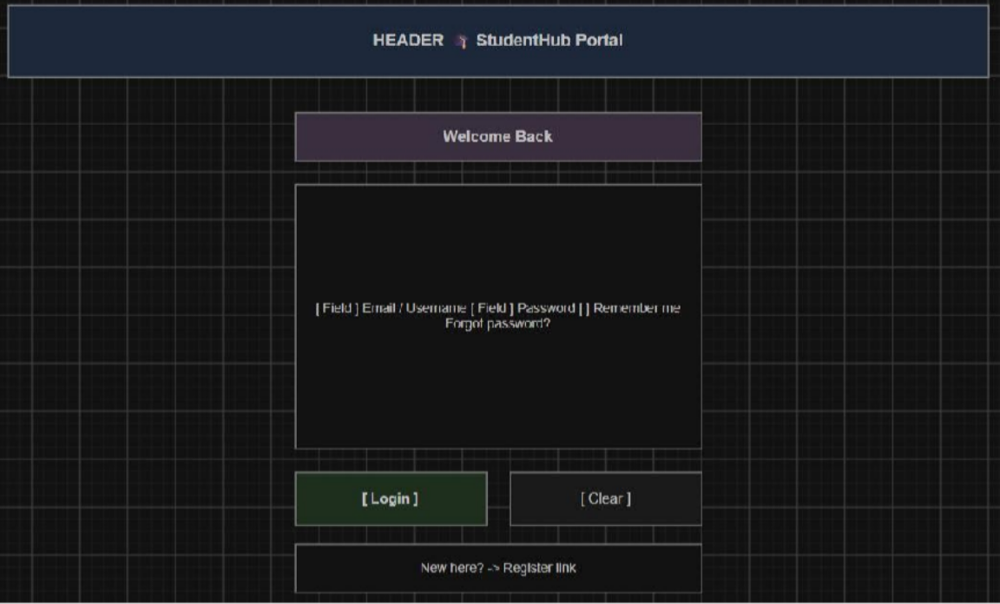 HEADER StudentHub Portal
Welcome Back
[ Field ] Email / Username [ Field ] Password [ ] Remember me
Forgot password?
[ Login ]
[ Clear ]
New here? -> Register link